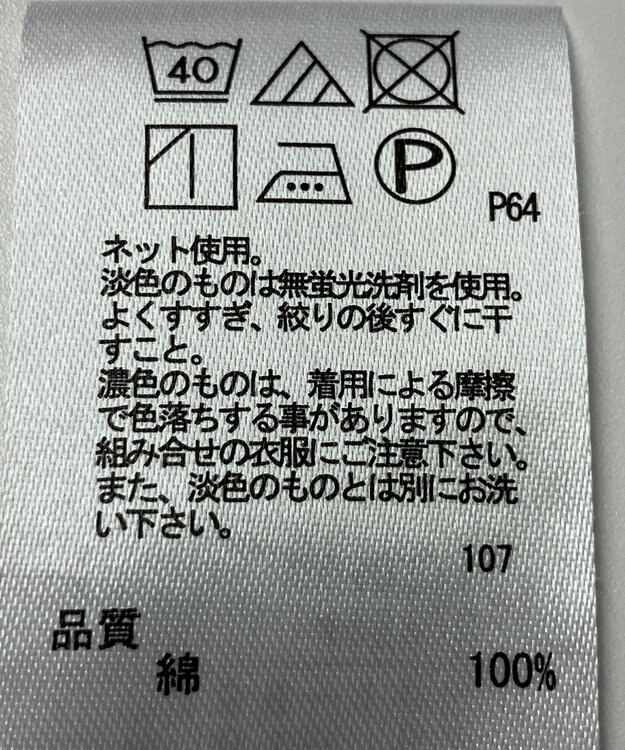 40
P
P64
ネット使用。
淡色のものは無蛍光洗剤を使用。
よくすすぎ、絞りの後すぐに干
すこと。
濃色のものは、着用による摩擦
で色落ちする事がありますので、
組み合せの衣服にご注意下さい。
また、淡色のものとは別にお洗
い下さい。
107
品質
綿 100%